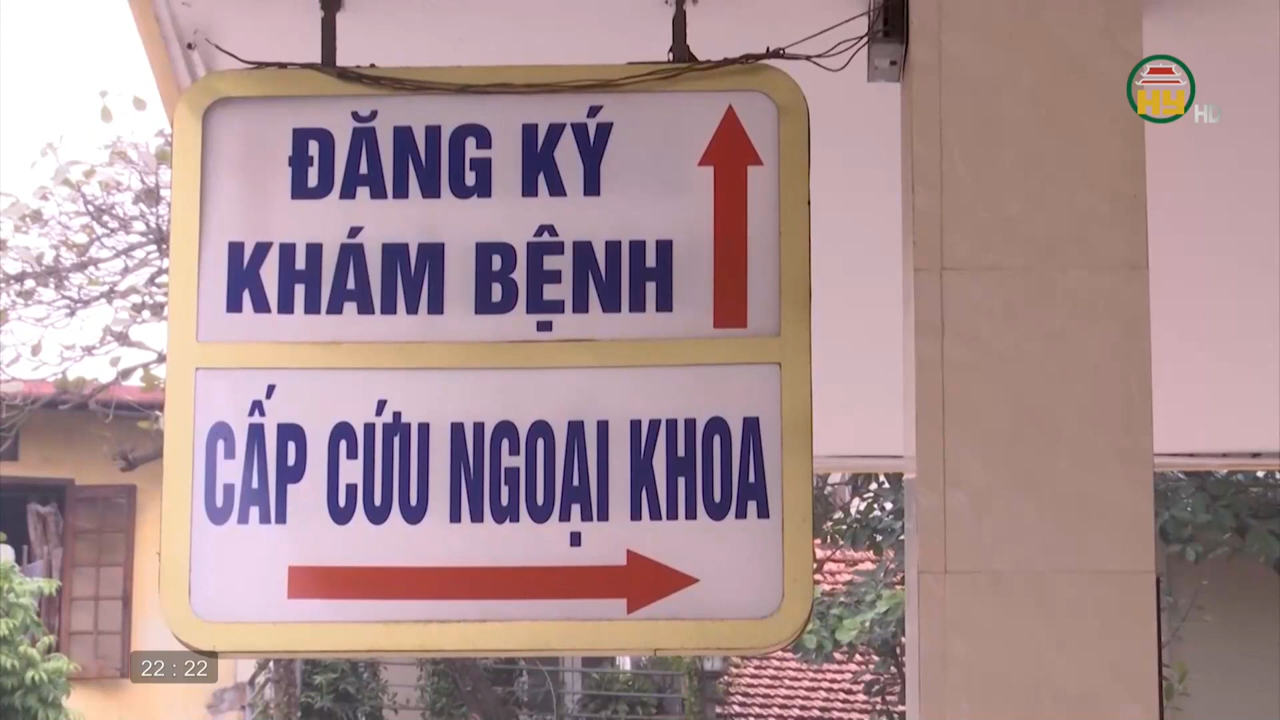 HY HD
ĐĂNG KÝ
KHÁM BỆNH
CẤP CỨU NGOẠI KHOA
22 : 22